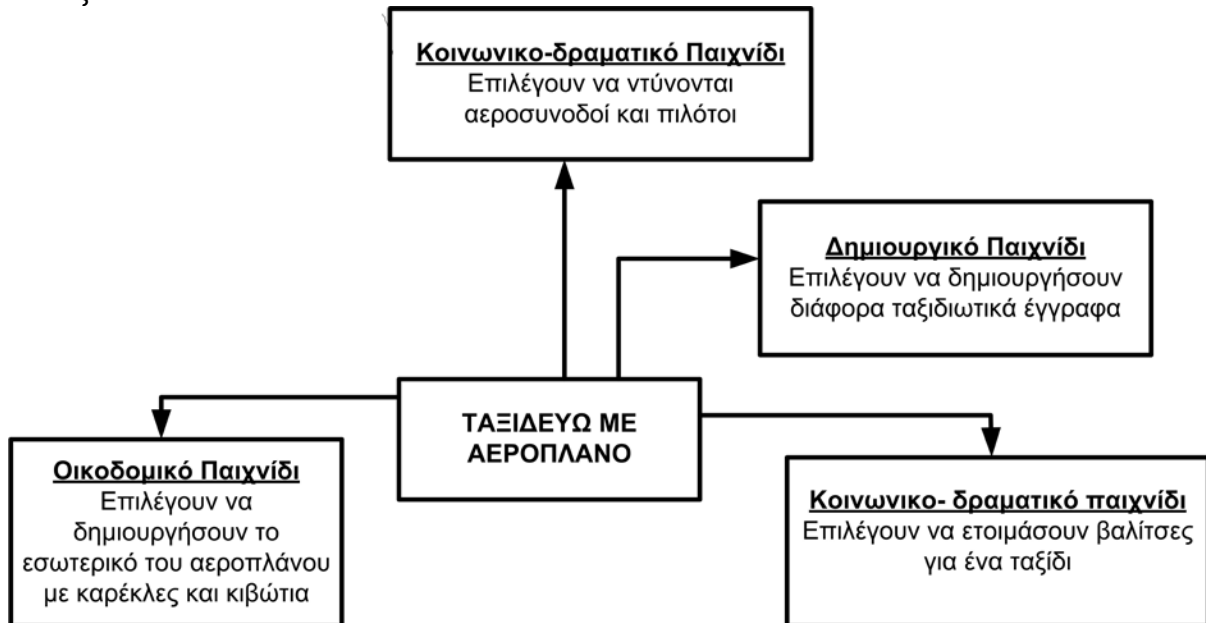 Κοινωνικο-δραματικό Παιχνίδι
Επιλέγουν να ντύνονται
αεροσυνοδοί και πιλότοι
Δημιουργικό Παιχνίδι
Επιλέγουν να δημιουργήσουν
διάφορα ταξιδιωτικά έγγραφα
ΤΑΞΙΔΕΥΩ ΜΕ
ΑΕΡΟΠΛΑΝΟ
Οικοδομικό Παιχνίδι
Επιλέγουν να
δημιουργήσουν το
εσωτερικό του αεροπλάνου
με καρέκλες και κιβώτια
Κοινωνικο- δραματικό παιχνίδι
Επιλέγουν να ετοιμάσουν βαλίτσες
για ένα ταξίδι